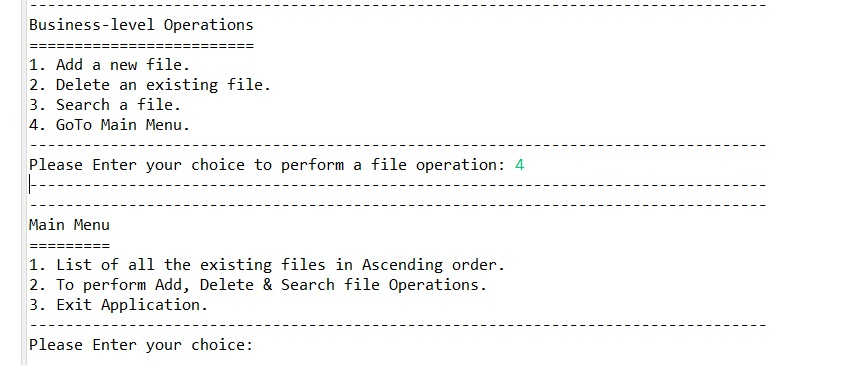 ----------------------------------------------------------------------------------
Business-level Operations
=========================
1. Add a new file.
2. Delete an existing file.
3. Search a file.
4. GoTo Main Menu.
----------------------------------------------------------------------------------
Please Enter your choice to perform a file operation: 4
----------------------------------------------------------------------------------
----------------------------------------------------------------------------------
Main Menu
=========
1. List of all the existing files in Ascending order.
2. To perform Add, Delete & Search file Operations.
3. Exit Application.
----------------------------------------------------------------------------------
Please Enter your choice: